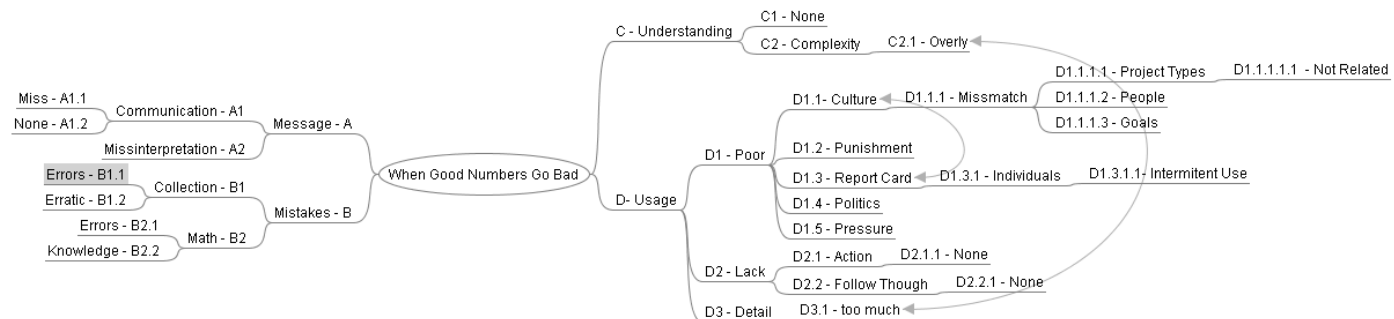 When Good Numbers Go Bad
Message - A
Communication - A1
Miss - A1.1
None - A1.2
Missinterpretation - A2
Mistakes - B
Collection - B1
Errors - B1.1
Erratic - B1.2
Math - B2
Errors - B2.1
Knowledge - B2.2
C - Understanding
C1 - None
C2 - Complexity
C2.1 - Overly
D- Usage
D1 - Poor
D1.1- Culture
D1.1.1 - Missmatch
D1.1.1.1 - Project Types
D1.1.1.1.1  - Not Related
D1.1.1.2 - People
D1.1.1.3 - Goals
D1.2 - Punishment
D1.3 - Report Card
D1.3.1 - Individuals
D1.3.1.1- Intermitent Use
D1.4 - Politics
D1.5 - Pressure
D2 - Lack
D2.1 - Action
D2.1.1 - None
D2.2 - Follow Though
D2.2.1 - None
D3 - Detail
D3.1 - too much